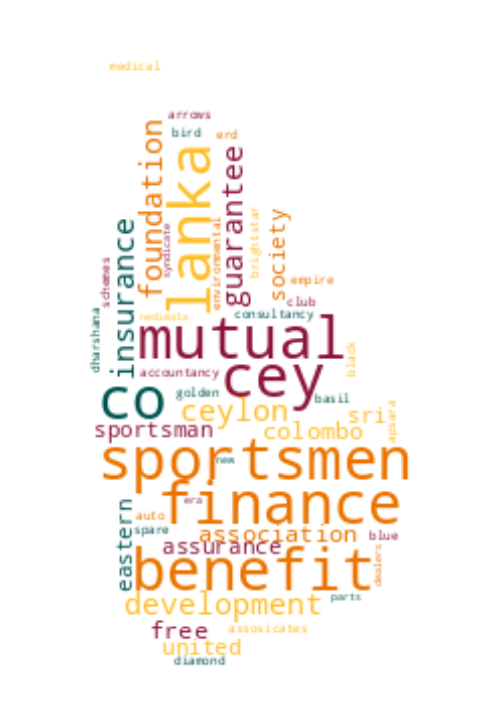 medical
arrows
bird
erd
foundation
lanka
guarantee
syndicate
environmental
brightstar
society
insurance
schemes
empire
club
consultancy
nedimala
dharshana
mutual
black
accountancy
cey
golden
basil
co
ceylon
sri
apsara
sportsman
colombo
sportsmen
new
finance
era
eastern
auto
spare
association
blue
assurance
dealers
benefit
parts
development
free
assosicates
united
diamond